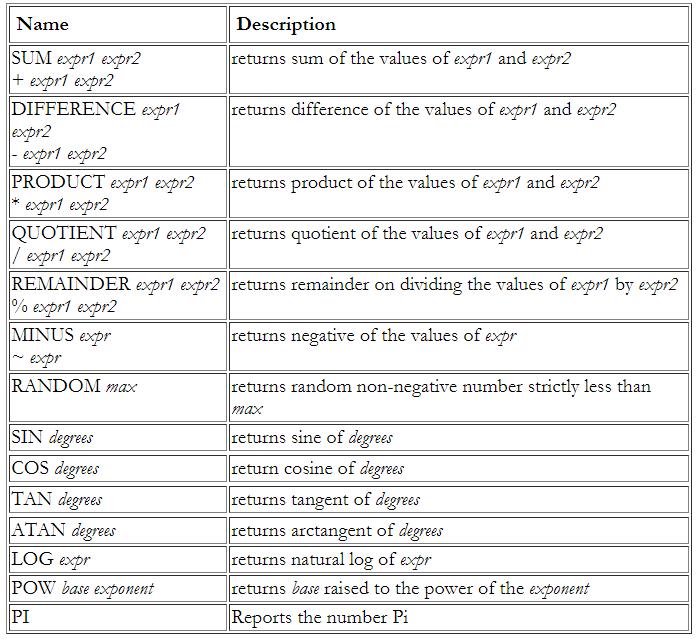 Name Description
SUM expr1 expr2 returns sum of the values of expr1 and expr2
+ expr1 expr2
DIFFERENCE expr1 returns difference of the values of expr1 and expr2
expr2
- expr1 expr2
PRODUCT expr1 expr2 returns product of the values of expr1 and expr2
* expr1 expr2
QUOTIENT expr1 expr2 returns quotient of the values of expr1 and expr2
/ expr1 expr2
REMAINDER expr1 expr2 returns remainder on dividing the values of expr1 by expr2
% expr1 expr2
MINUS expr returns negative of the values of expr
~ expr
RANDOM max returns random non-negative number strictly less than
max
SIN degrees returns sine of degrees
COS degrees return cosine of degrees
TAN degrees returns tangent of degrees
ATAN degrees returns arctangent of degrees
LOG expr returns natural log of expr
POW base exponent returns base raised to the power of the exponent
PI Reports the number Pi